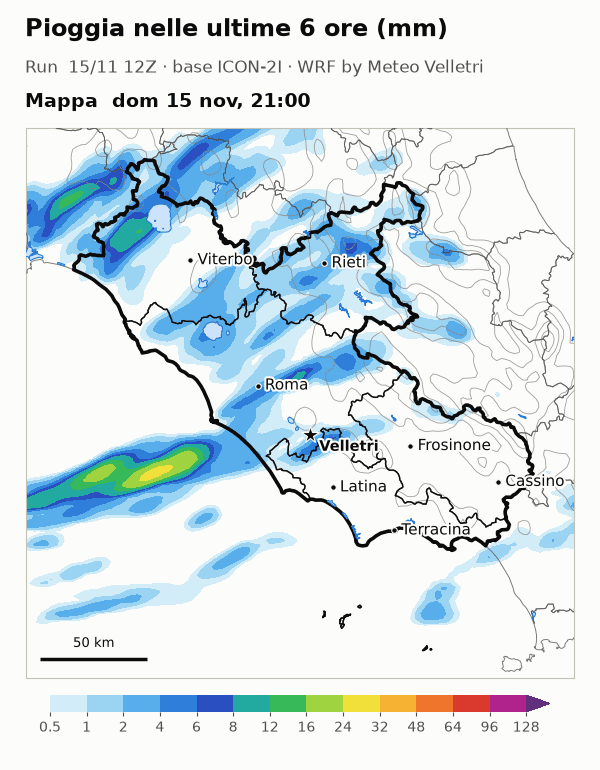 Pioggia nelle ultime 6 ore (mm)
Run  15/11 12Z · base ICON-2I · WRF by Meteo Velletri
Mappa  dom 15 nov, 21:00
Viterbo
Rieti
Roma
Velletri
Frosinone
Latina
Cassino
Terracina
50 km
0.5 1 2 4 6 8 12 16 24 32 48 64 96 128